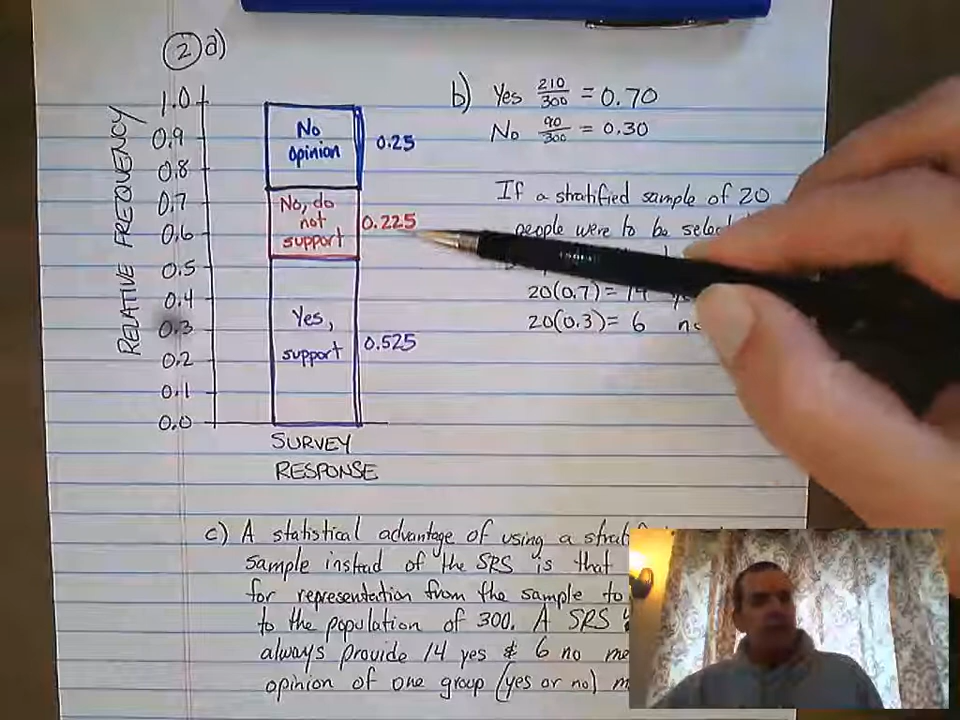 2 a)
1.0
0.9
0.8
0.7
0.6
0.5
0.4
0.3
0.2
0.1
0.0
RELATIVE FREQUENCY
No
opinion
0.25
No, do
not
support
0.225
Yes,
support
0.525
SURVEY
RESPONSE
b) Yes 210/300 = 0.70
No 90/300 = 0.30
If a stratified sample of 20
people were to be
20(0.7) = 14
20(0.3) = 6
c) A statistical advantage of using a
sample instead of the SRS is that
for representation from the sample to
to the population of 300. A SRS
always provide 14 yes & 6 no
opinion of one group (yes or no)